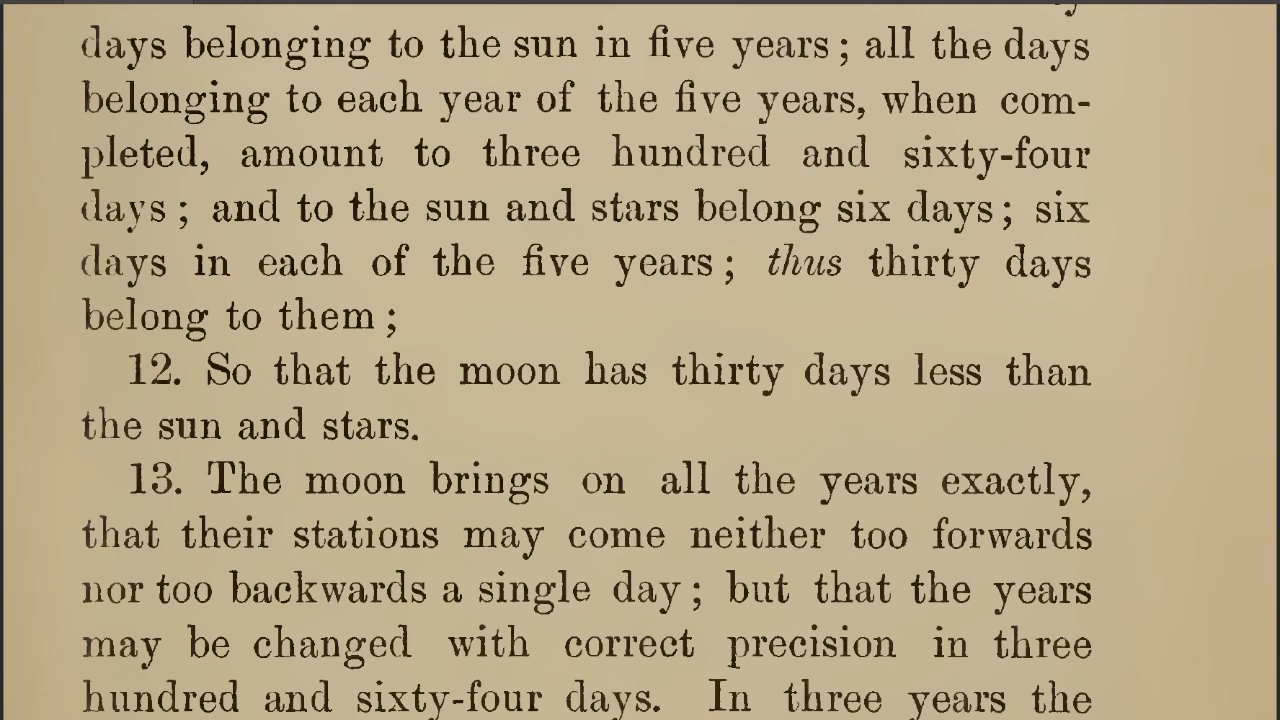 days belonging to the sun in five years; all the days
belonging to each year of the five years, when com-
pleted, amount to three hundred and sixty-four
days; and to the sun and stars belong six days; six
days in each of the five years; thus thirty days
belong to them;
12. So that the moon has thirty days less than
the sun and stars.
13. The moon brings on all the years exactly,
that their stations may come neither too forwards
nor too backwards a single day; but that the years
may be changed with correct precision in three
hundred and sixty-four days. In three years the